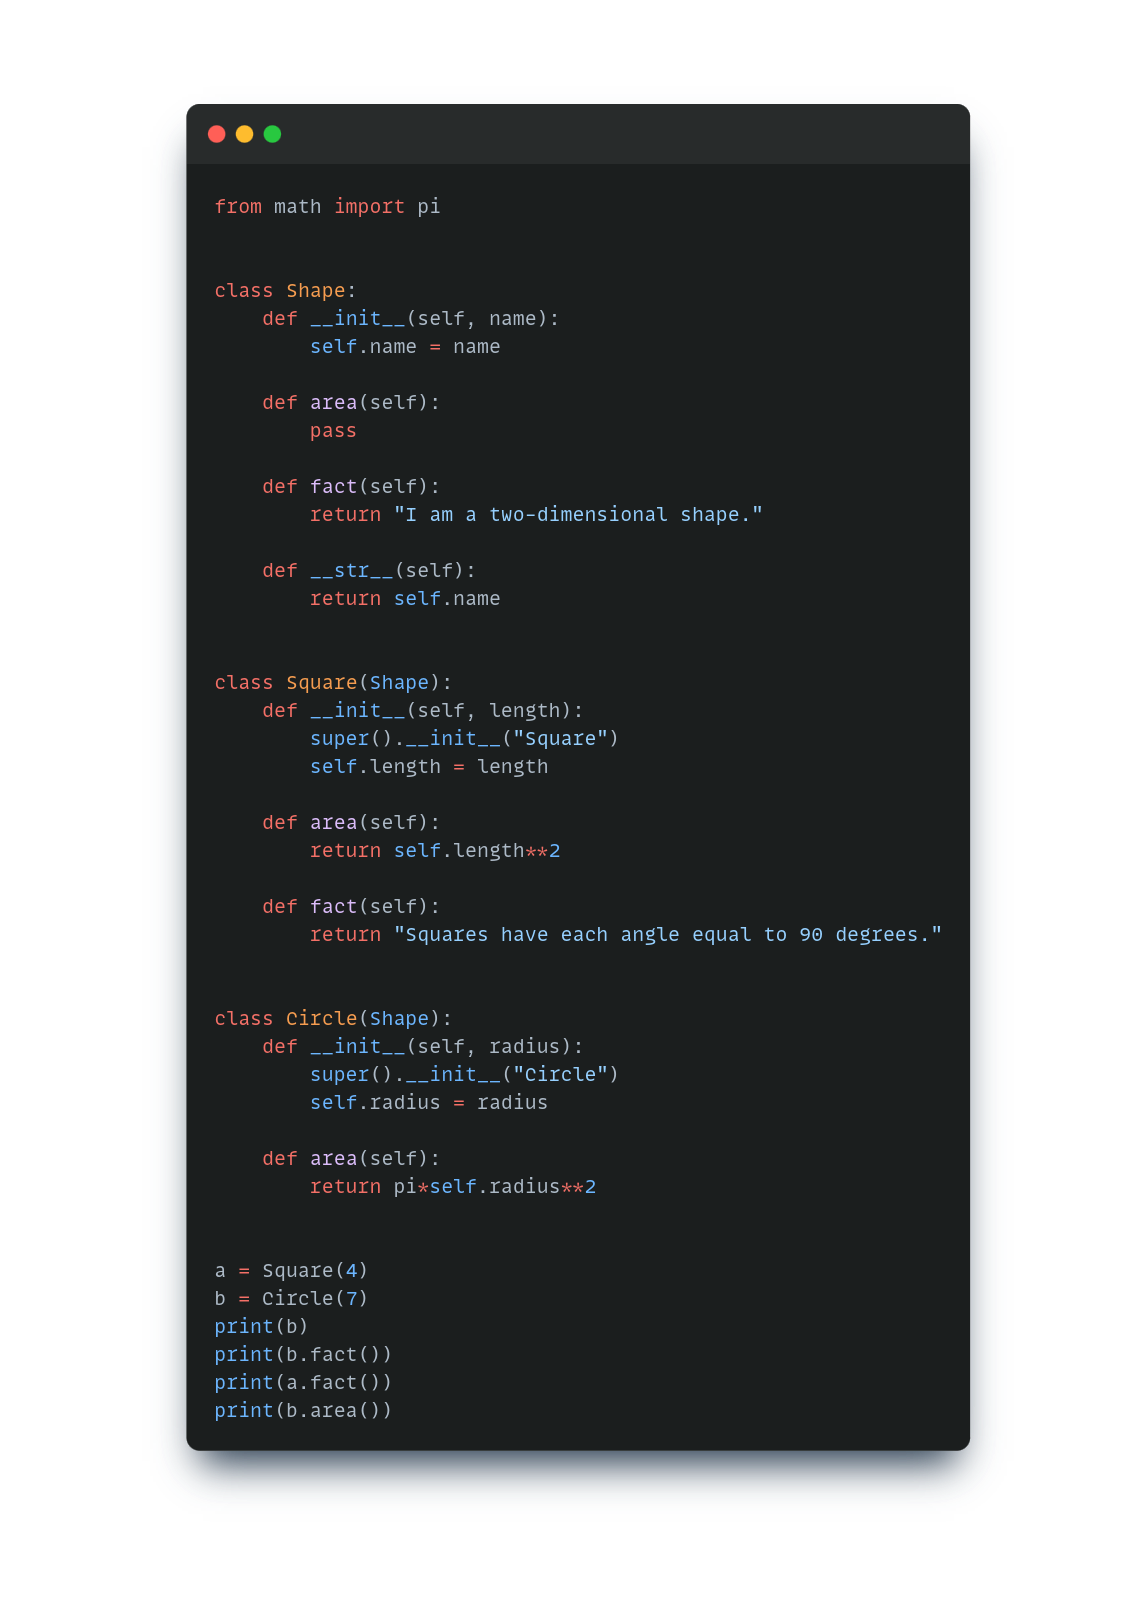 from math import pi
class Shape:
    def __init__(self, name):
        self.name = name
    def area(self):
        pass
    def fact(self):
        return "I am a two-dimensional shape."
    def __str__(self):
        return self.name
class Square(Shape):
    def __init__(self, length):
        super().__init__("Square")
        self.length = length
    def area(self):
        return self.length**2
    def fact(self):
        return "Squares have each angle equal to 90 degrees."
class Circle(Shape):
    def __init__(self, radius):
        super().__init__("Circle")
        self.radius = radius
    def area(self):
        return pi*self.radius**2
a = Square(4)
b = Circle(7)
print(b)
print(b.fact())
print(a.fact())
print(b.area())